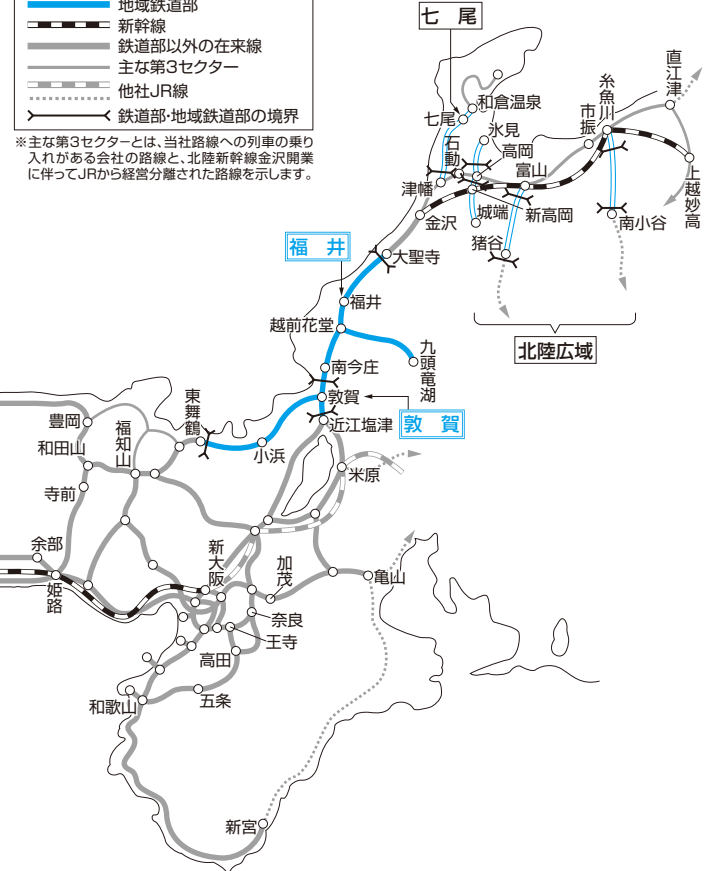 地域鉄道部
新幹線
鉄道部以外の在来線
主な第3セクター
他社JR線
鉄道部・地域鉄道部の境界
※主な第3セクターとは、当社路線への列車の乗り
入れがある会社の路線と、北陸新幹線金沢開業
に伴ってJRから経営分離された路線を示します。
七 尾
直江津
糸魚川
市振
和倉温泉
七尾
氷見
石動
高岡
富山
上越妙高
津幡
城端
新高岡
金沢
南小谷
猪谷
大聖寺
福 井
福井
越前花堂
北陸広域
九頭竜湖
南今庄
敦賀
敦 賀
東舞鶴
近江塩津
豊岡
福知山
和田山
小浜
米原
寺前
余部
新大阪
加茂
亀山
姫路
奈良
王寺
高田
五条
和歌山
新宮